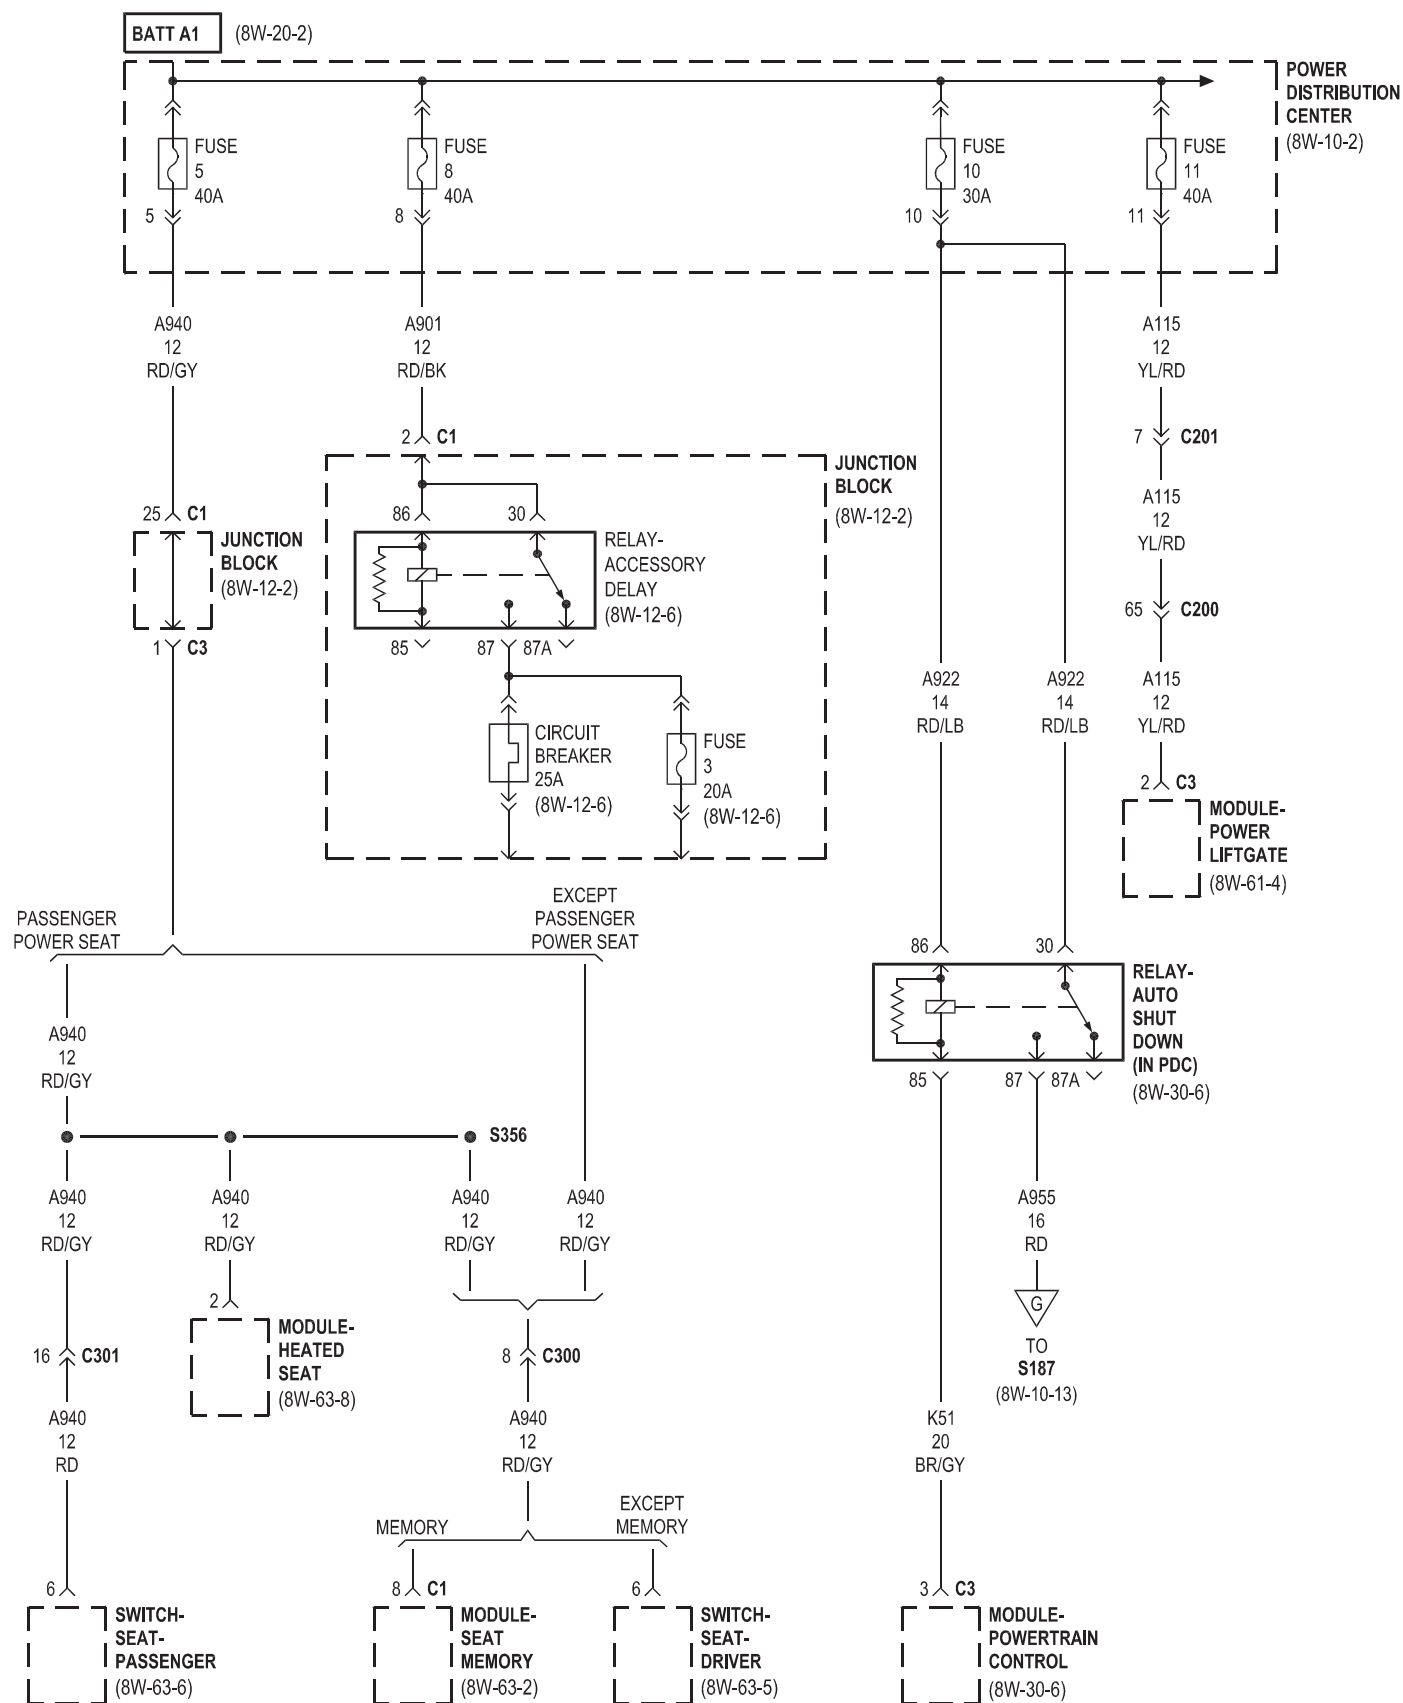 BATT A1
(8W-20-2)
POWER
DISTRIBUTION
CENTER
(8W-10-2)
FUSE
5
40A
5
FUSE
8
40A
8
FUSE
10
30A
10
FUSE
11
40A
11
A940
12
RD/GY
A901
12
RD/BK
A115
12
YL/RD
2 C1
7 C201
JUNCTION
BLOCK
(8W-12-2)
A115
12
YL/RD
25 C1
JUNCTION
BLOCK
(8W-12-2)
1 C3
86
30
RELAY-
ACCESSORY
DELAY
(8W-12-6)
85
87
87A
65 C200
A922
14
RD/LB
A922
14
RD/LB
A115
12
YL/RD
CIRCUIT
BREAKER
25A
(8W-12-6)
FUSE
3
20A
(8W-12-6)
2 C3
MODULE-
POWER
LIFTGATE
(8W-61-4)
PASSENGER
POWER SEAT
EXCEPT
PASSENGER
POWER SEAT
86
30
RELAY-
AUTO
SHUT
DOWN
(IN PDC)
(8W-30-6)
85
87
87A
A940
12
RD/GY
S356
A940
12
RD/GY
A940
12
RD/GY
A940
12
RD/GY
A940
12
RD/GY
A955
16
RD
G
TO
S187
(8W-10-13)
2
MODULE-
HEATED
SEAT
(8W-63-8)
16 C301
8 C300
A940
12
RD
A940
12
RD/GY
K51
20
BR/GY
MEMORY
EXCEPT
MEMORY
6
SWITCH-
SEAT-
PASSENGER
(8W-63-6)
8 C1
MODULE-
SEAT
MEMORY
(8W-63-2)
6
SWITCH-
SEAT-
DRIVER
(8W-63-5)
3 C3
MODULE-
POWERTRAIN
CONTROL
(8W-30-6)